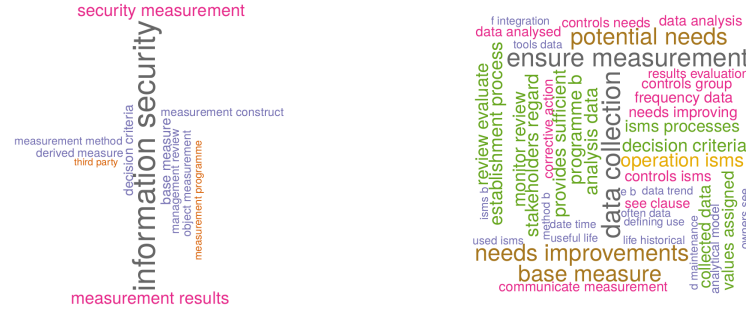 security measurement
information security
decision criteria
measurement construct
measurement method
derived measure
third party
base measure
management review
object measurement
measurement programme
measurement results
f integration
controls needs
data analysis
data analysed
potential needs
tools data
ensure measurement
results evaluation
review evaluate
establishment process
monitor review
stakeholders regard
corrective action
provides sufficient
programme b
analysis data
data collection
controls group
frequency data
needs improving
isms processes
decision criteria
operation isms
controls isms
isms b
method b
e b
data trend
see clause
often data
defining use
date time
useful life
used isms
life historical
d maintenance
collected data
analytical model
values assigned
owners see
needs improvements
base measure
communicate measurement